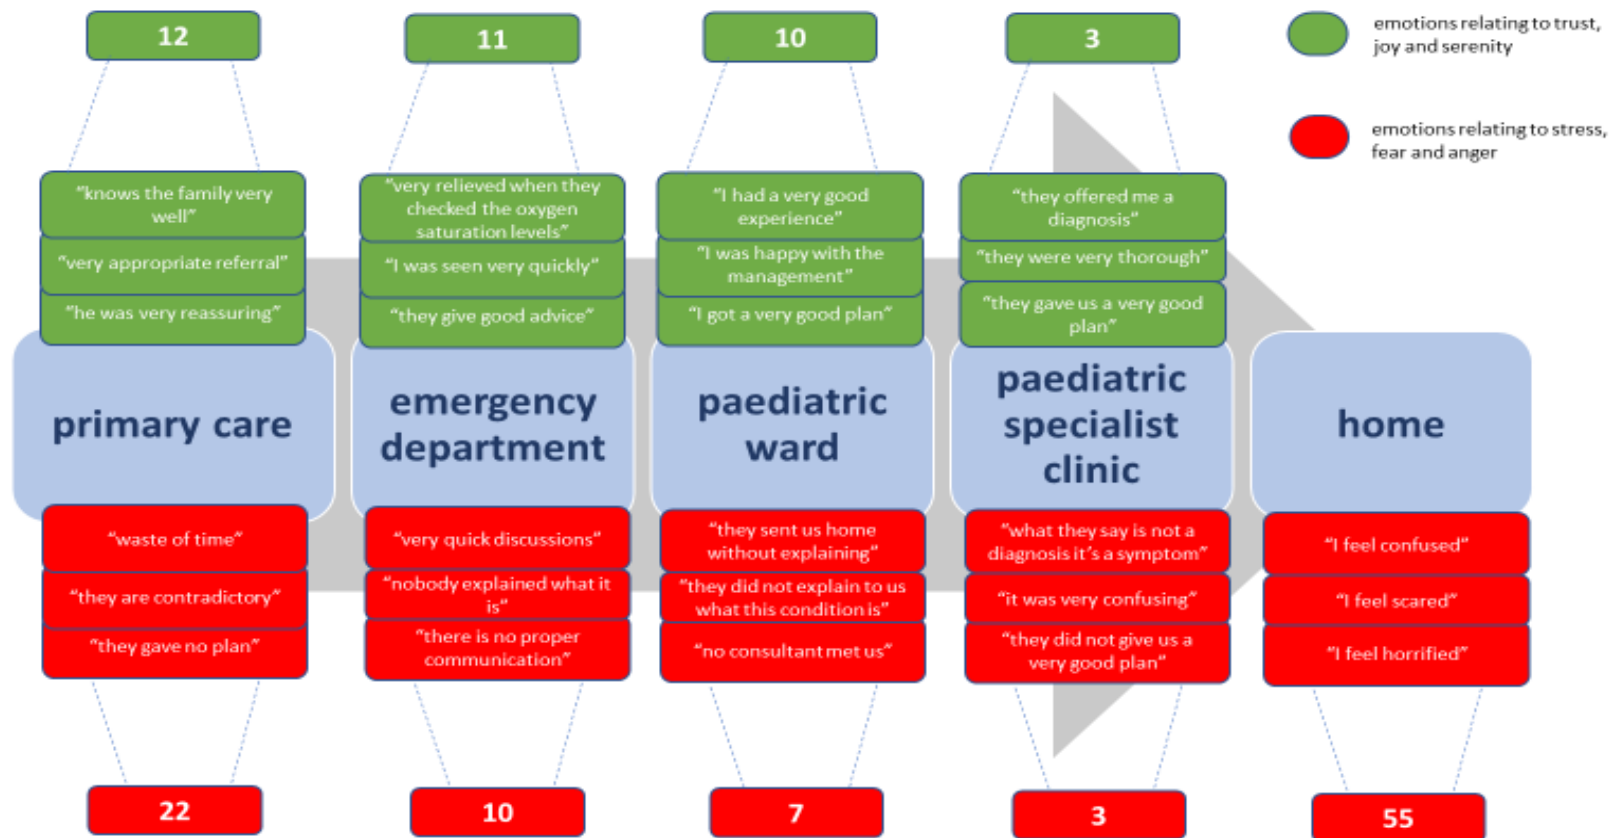 12
11
10
3
emotions relating to trust,
joy and serenity
emotions relating to stress,
fear and anger
“knows the family very
well”
“very appropriate referral”
“he was very reassuring”
“very relieved when they
checked the oxygen
saturation levels”
“I was seen very quickly”
“they give good advice”
“I had a very good
experience”
“I was happy with the
management”
“I got a very good plan”
“they offered me a
diagnosis”
“they were very thorough”
“they gave us a very good
plan”
primary care
emergency
department
paediatric
ward
paediatric
specialist
clinic
home
“waste of time”
“they are contradictory”
“they gave no plan”
“very quick discussions”
“nobody explained what it
is”
“there is no proper
communication”
“they sent us home
without explaining”
“they did not explain to us
what this condition is”
“no consultant met us”
“what they say is not a
diagnosis it’s a symptom”
“it was very confusing”
“they did not give us a
very good plan”
“I feel confused”
“I feel scared”
“I feel horrified”
22
10
7
3
55